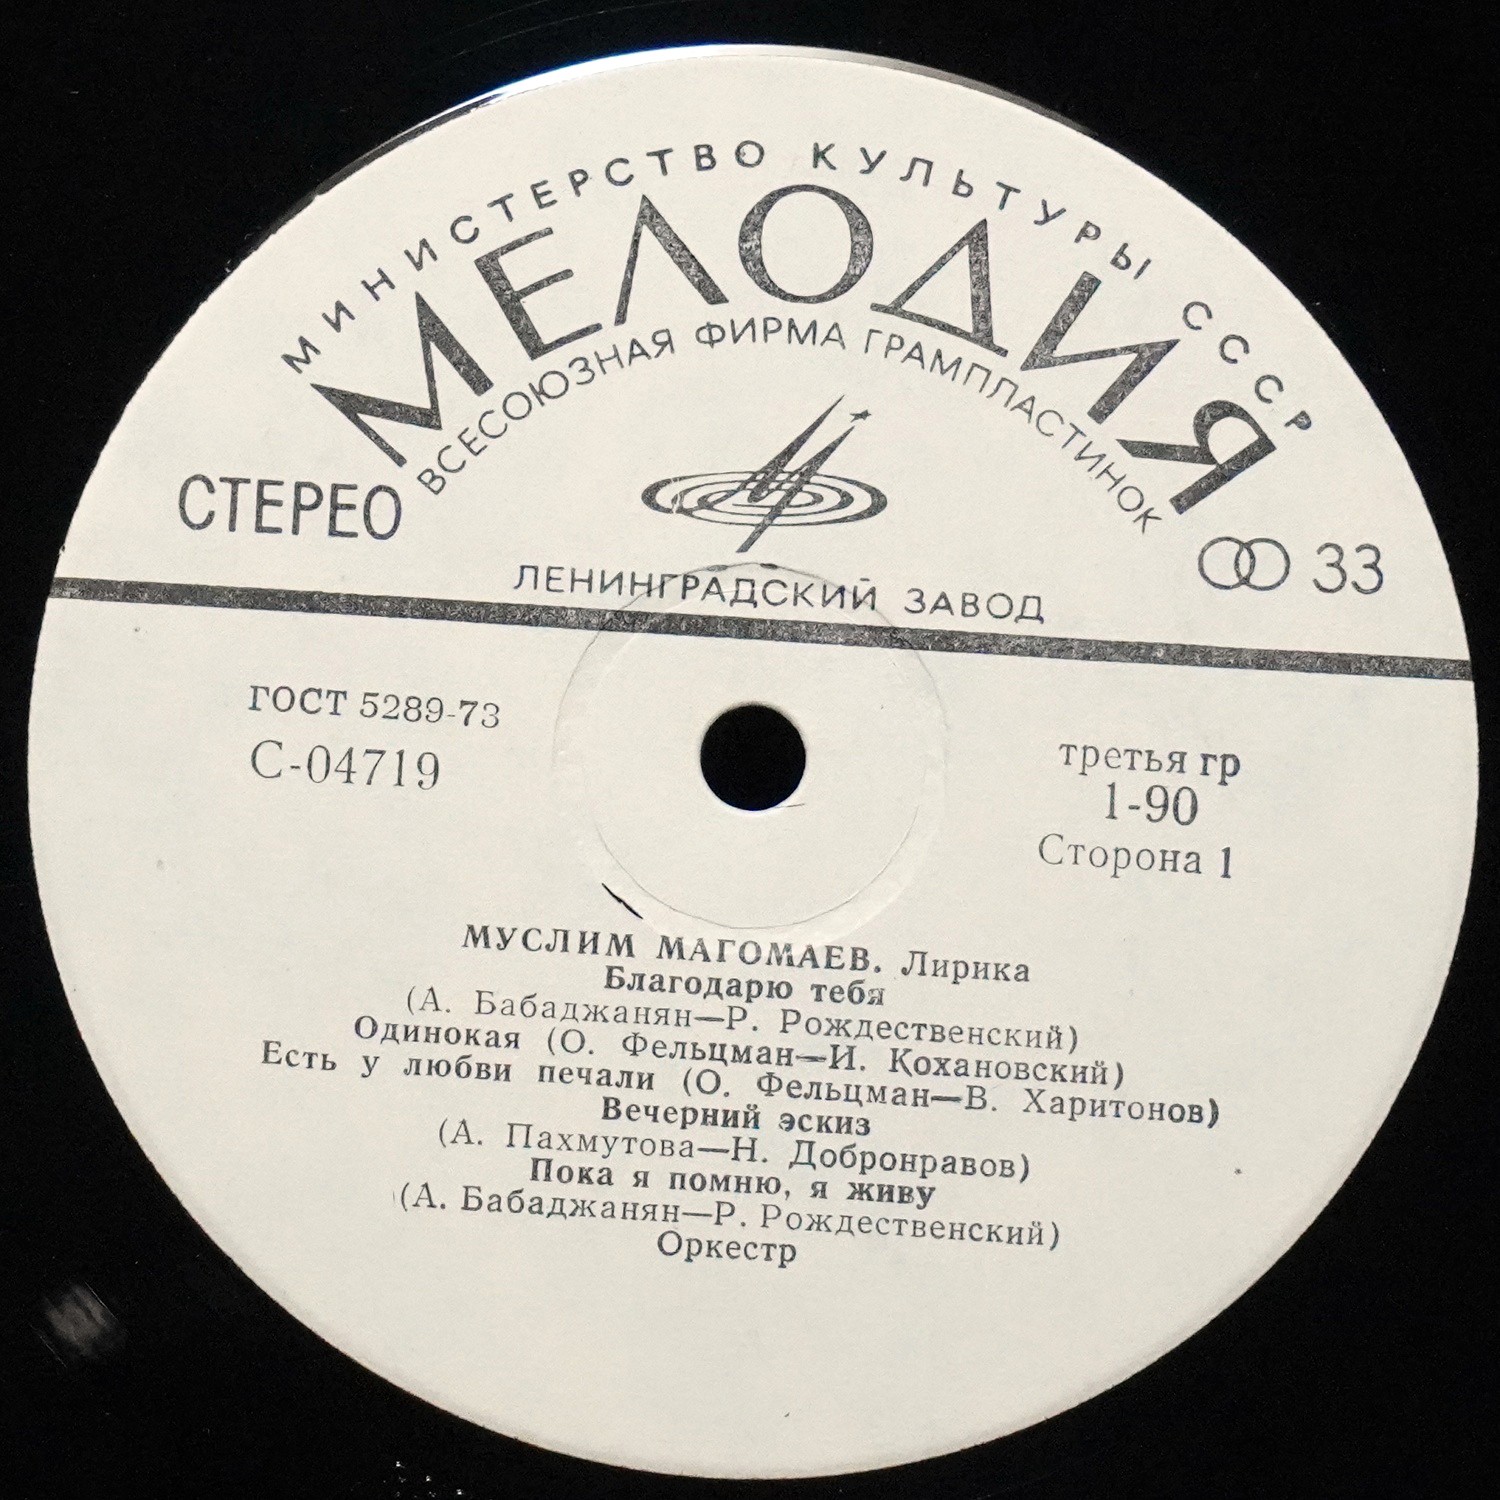 МИНИСТЕРСТВО КУЛЬТУРЫ СССР
МЕЛОДИЯ
ВСЕСОЮЗНАЯ ФИРМА ГРАМПЛАСТИНОК
СТЕРЕО
33
ЛЕНИНГРАДСКИЙ ЗАВОД
ГОСТ 5289-73
С-04719
третья гр
1-90
Сторона 1
МУСЛИМ МАГОМАЕВ. Лирика
Благодарю тебя
(А. Бабаджанян—Р. Рождественский)
Одинокая (О. Фельцман—И. Кохановский)
Есть у любви печали (О. Фельцман—В. Харитонов)
Вечерний эскиз
(А. Пахмутова—Н. Добронравов)
Пока я помню, я живу
(А. Бабаджанян—Р. Рождественский)
Оркестр